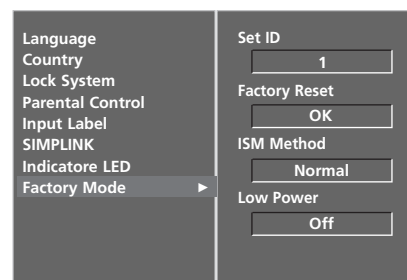 Language
Country
Lock System
Parental Control
Input Label
SIMPLINK
Indicatore LED
Factory Mode ►
Set ID
1
Factory Reset
OK
ISM Method
Normal
Low Power
Off